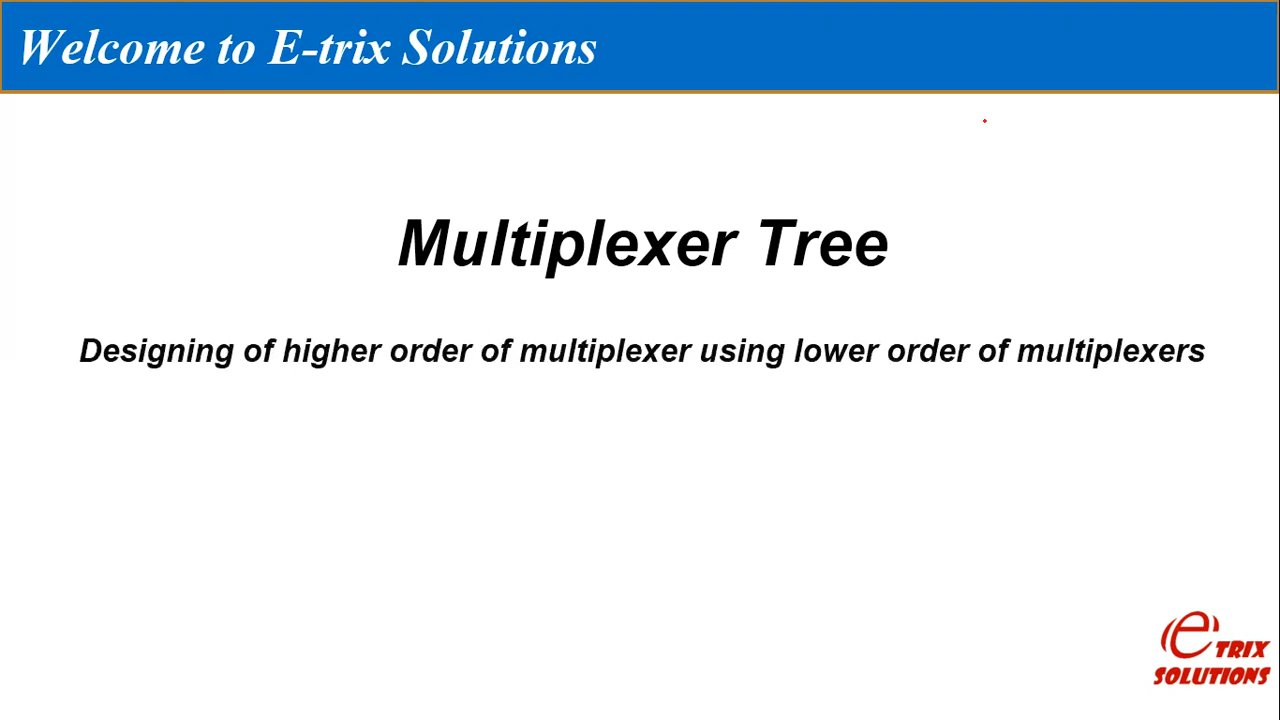 Welcome to E-trix Solutions
Multiplexer Tree
Designing of higher order of multiplexer using lower order of multiplexers
e TRIX
SOLUTIONS